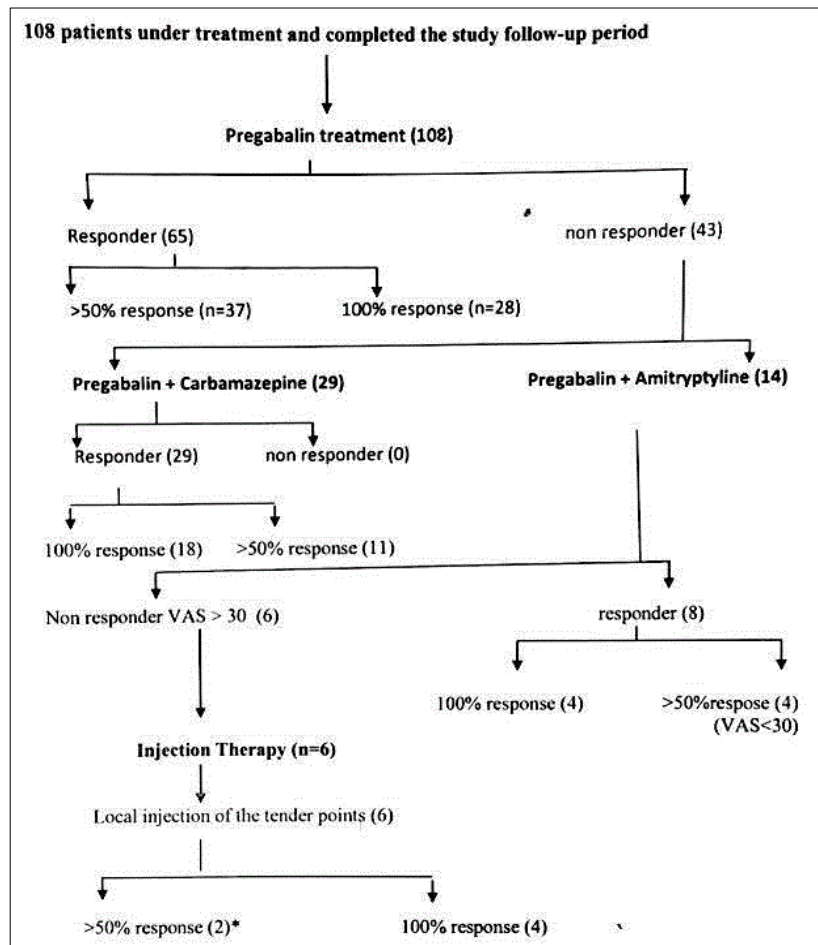 108 patients under treatment and completed the study follow-up period
Pregabalin treatment (108)
Responder (65)
non responder (43)
>50% response (n=37)
100% response (n=28)
Pregabalin + Carbamazepine (29)
Pregabalin + Amitryptyline (14)
Responder (29)
non responder (0)
100% response (18)
>50% response (11)
Non responder VAS > 30 (6)
responder (8)
100% response (4)
>50%respose (4)
(VAS<30)
Injection Therapy (n=6)
Local injection of the tender points (6)
>50% response (2)*
100% response (4)